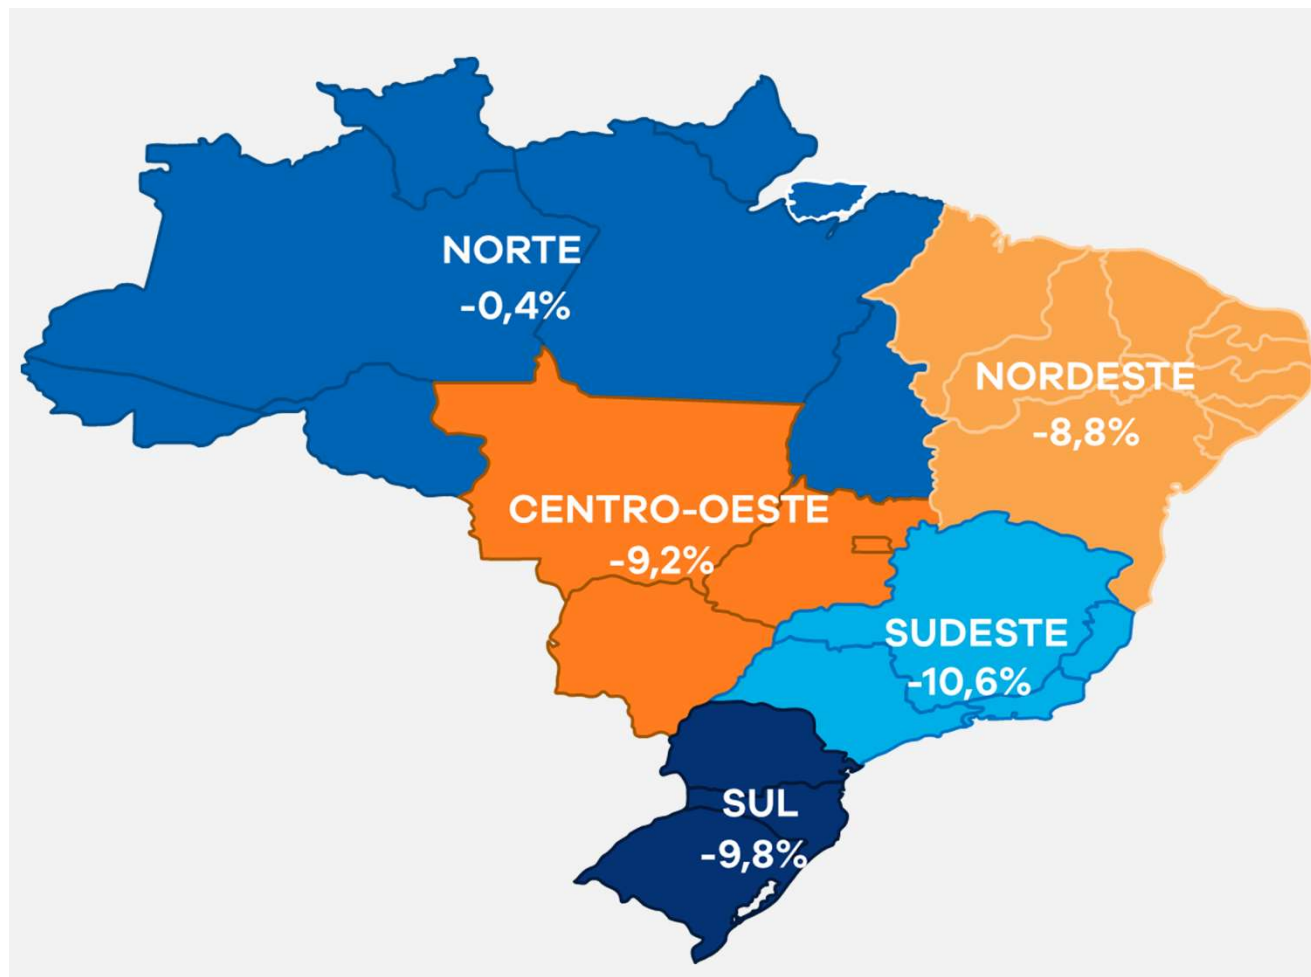 NORTE
-0,4%
NORDESTE
-8,8%
CENTRO-OESTE
-9,2%
SUDESTE
-10,6%
SUL
-9,8%